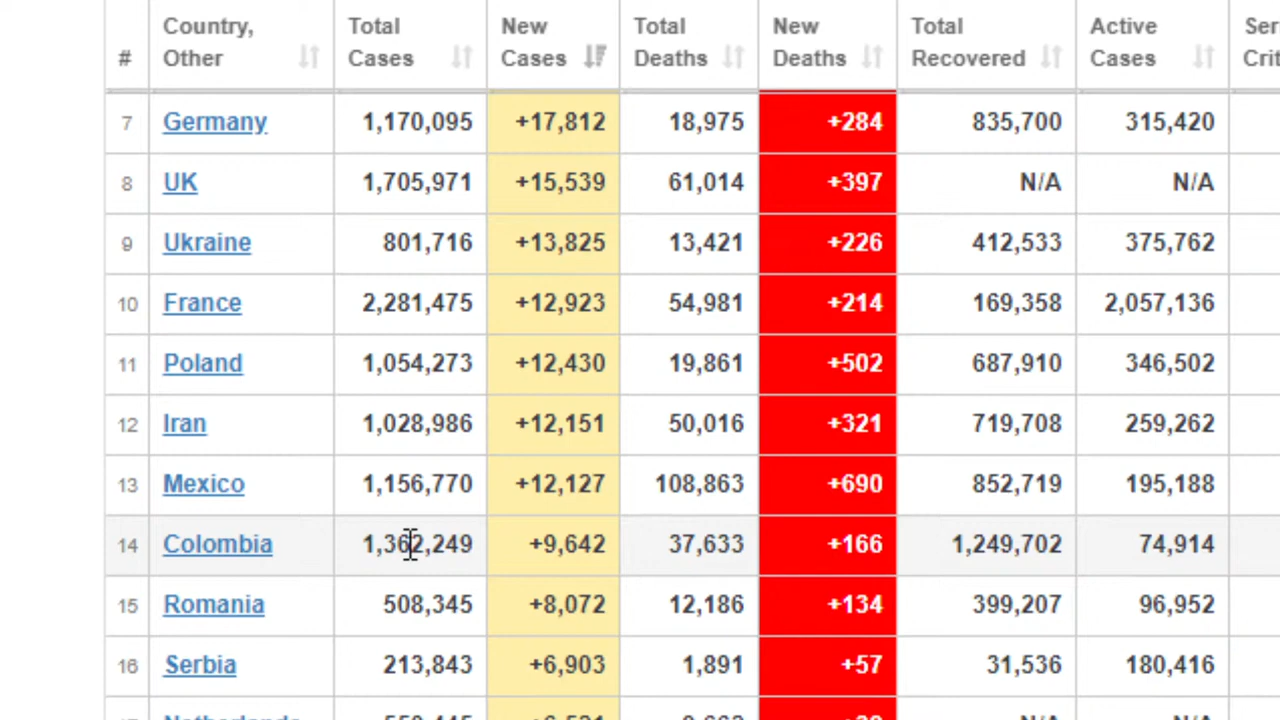 # Country, Other Total Cases New Cases Total Deaths New Deaths Total Recovered Active Cases
7 Germany 1,170,095 +17,812 18,975 +284 835,700 315,420
8 UK 1,705,971 +15,539 61,014 +397 N/A N/A
9 Ukraine 801,716 +13,825 13,421 +226 412,533 375,762
10 France 2,281,475 +12,923 54,981 +214 169,358 2,057,136
11 Poland 1,054,273 +12,430 19,861 +502 687,910 346,502
12 Iran 1,028,986 +12,151 50,016 +321 719,708 259,262
13 Mexico 1,156,770 +12,127 108,863 +690 852,719 195,188
14 Colombia 1,362,249 +9,642 37,633 +166 1,249,702 74,914
15 Romania 508,345 +8,072 12,186 +134 399,207 96,952
16 Serbia 213,843 +6,903 1,891 +57 31,536 180,416